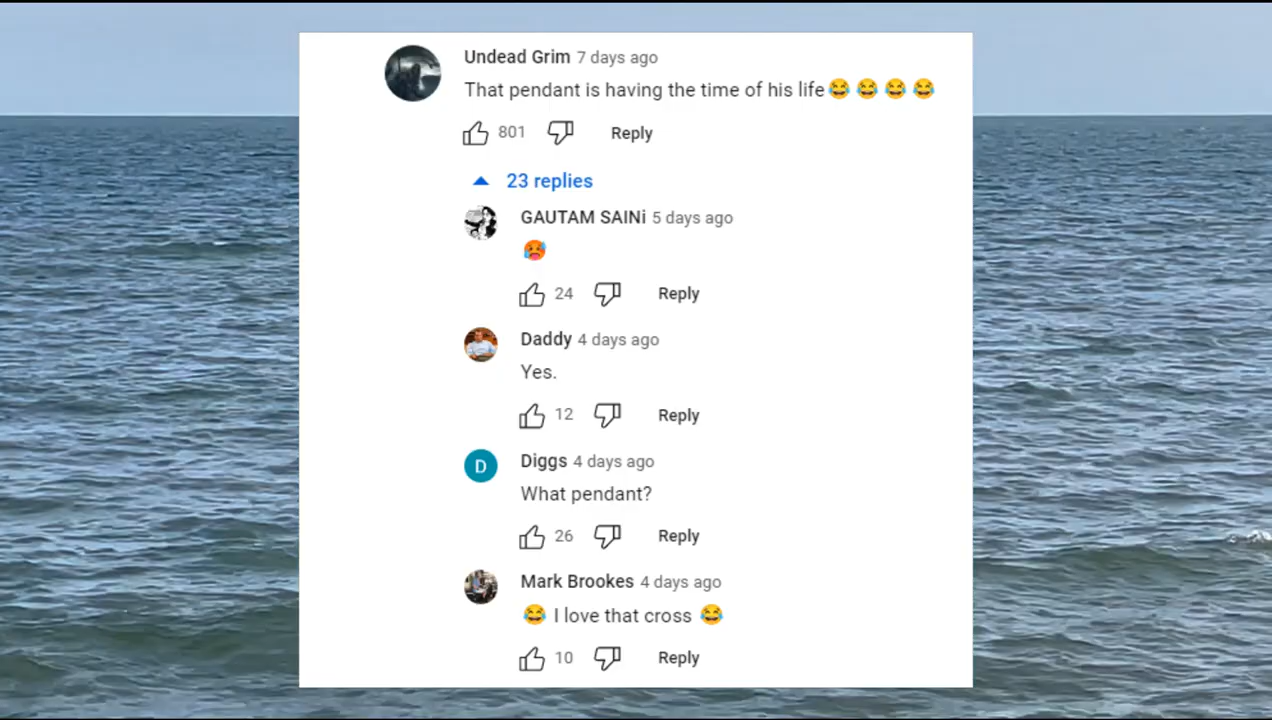 Undead Grim 7 days ago
That pendant is having the time of his life😂😂😂😂
801 Reply
23 replies
GAUTAM SAINi 5 days ago
🥵
24 Reply
Daddy 4 days ago
Yes.
12 Reply
D Diggs 4 days ago
What pendant?
26 Reply
Mark Brookes 4 days ago
😂 I love that cross 😂
10 Reply